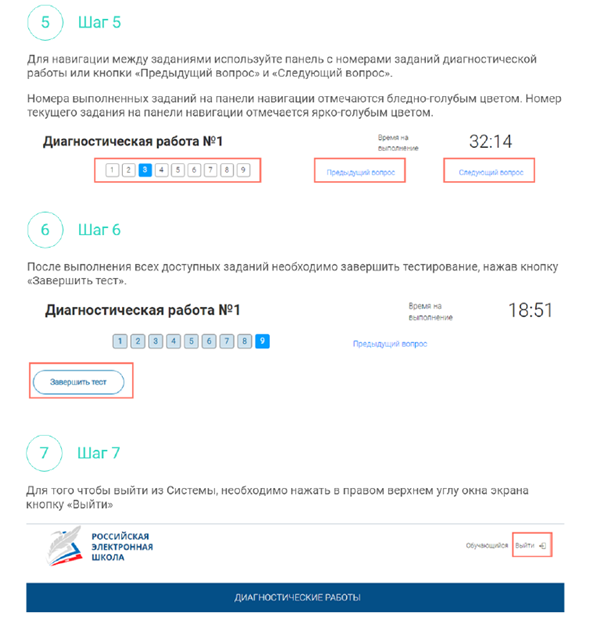 5 Шаг 5
Для навигации между заданиями используйте панель с номерами заданий диагностической
работы или кнопки «Предыдущий вопрос» и «Следующий вопрос».
Номера выполненных заданий на панели навигации отмечаются бледно-голубым цветом. Номер
текущего задания на панели навигации отмечается ярко-голубым цветом.
Диагностическая работа №1 Время на 32:14
выполнение
1 2 3 4 5 6 7 8 9 Предыдущий вопрос Следующий вопрос
6 Шаг 6
После выполнения всех доступных заданий необходимо завершить тестирование, нажав кнопку
«Завершить тест».
Диагностическая работа №1 Время на 18:51
выполнение
1 2 3 4 5 6 7 8 9 Предыдущий вопрос
Завершить тест
7 Шаг 7
Для того чтобы выйти из Системы, необходимо нажать в правом верхнем углу окна экрана
кнопку «Выйти»
РОССИЙСКАЯ
ЭЛЕКТРОННАЯ Обучающийся Выйти
ШКОЛА
ДИАГНОСТИЧЕСКИЕ РАБОТЫ